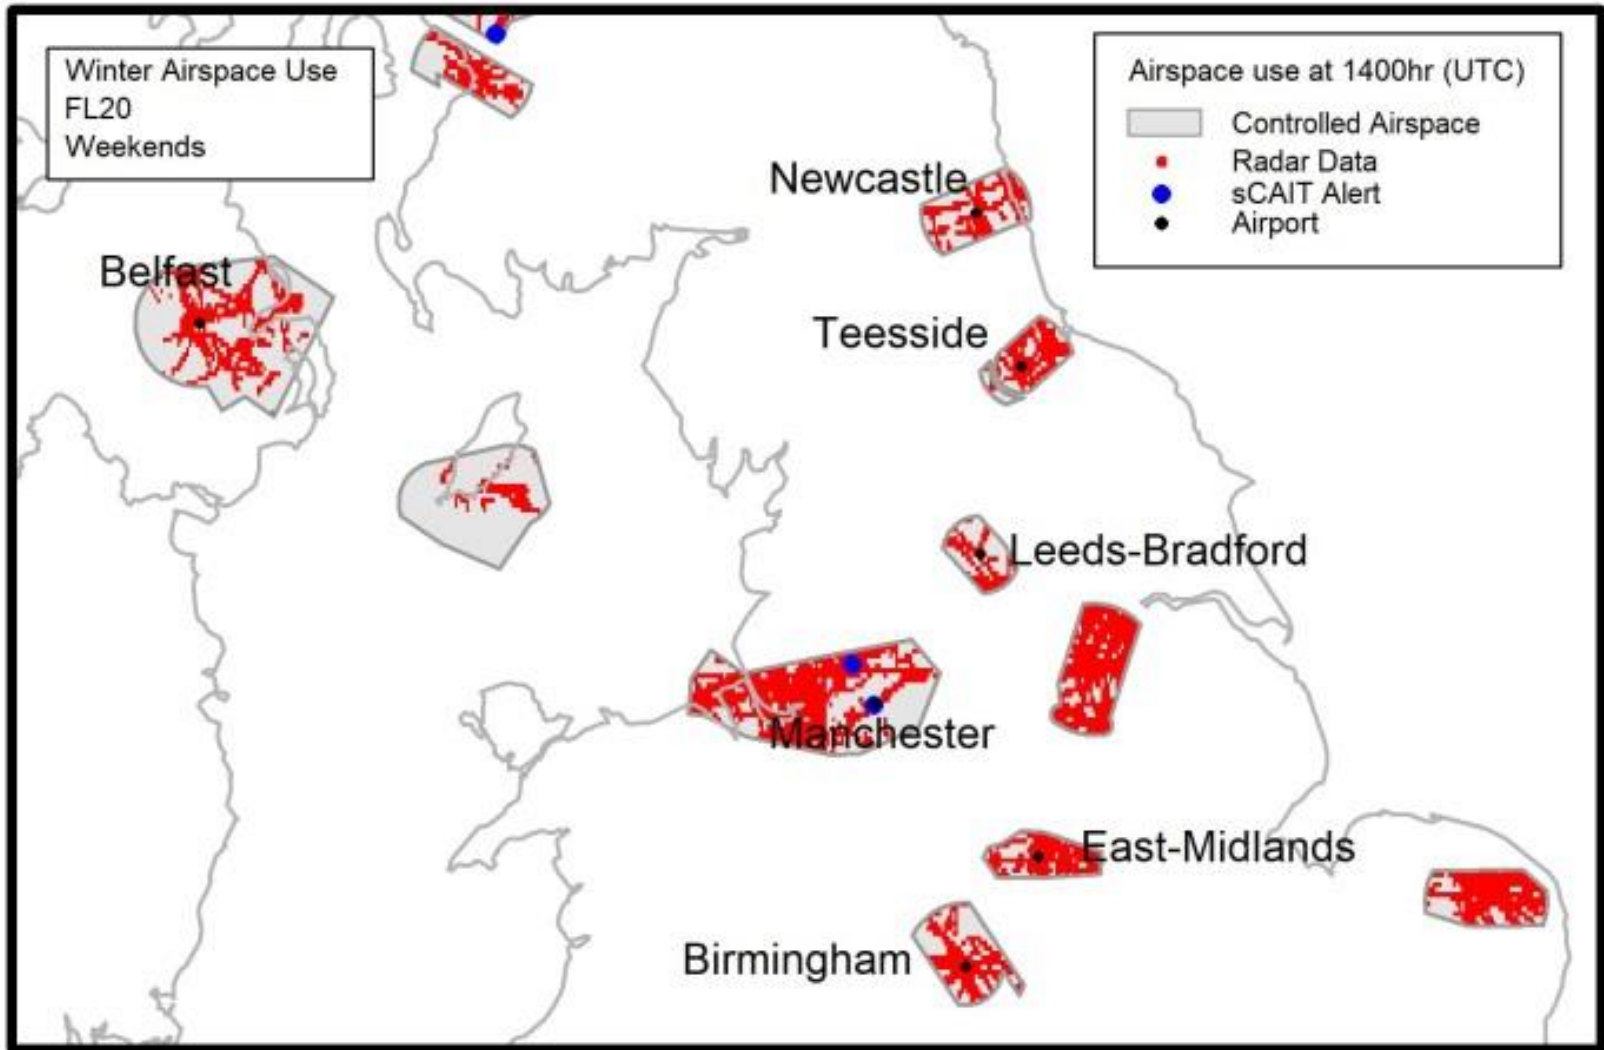 Winter Airspace Use
FL20
Weekends
Airspace use at 1400hr (UTC)
Controlled Airspace
Radar Data
sCAIT Alert
Airport
Newcastle
Belfast
Teesside
Leeds-Bradford
Manchester
East-Midlands
Birmingham